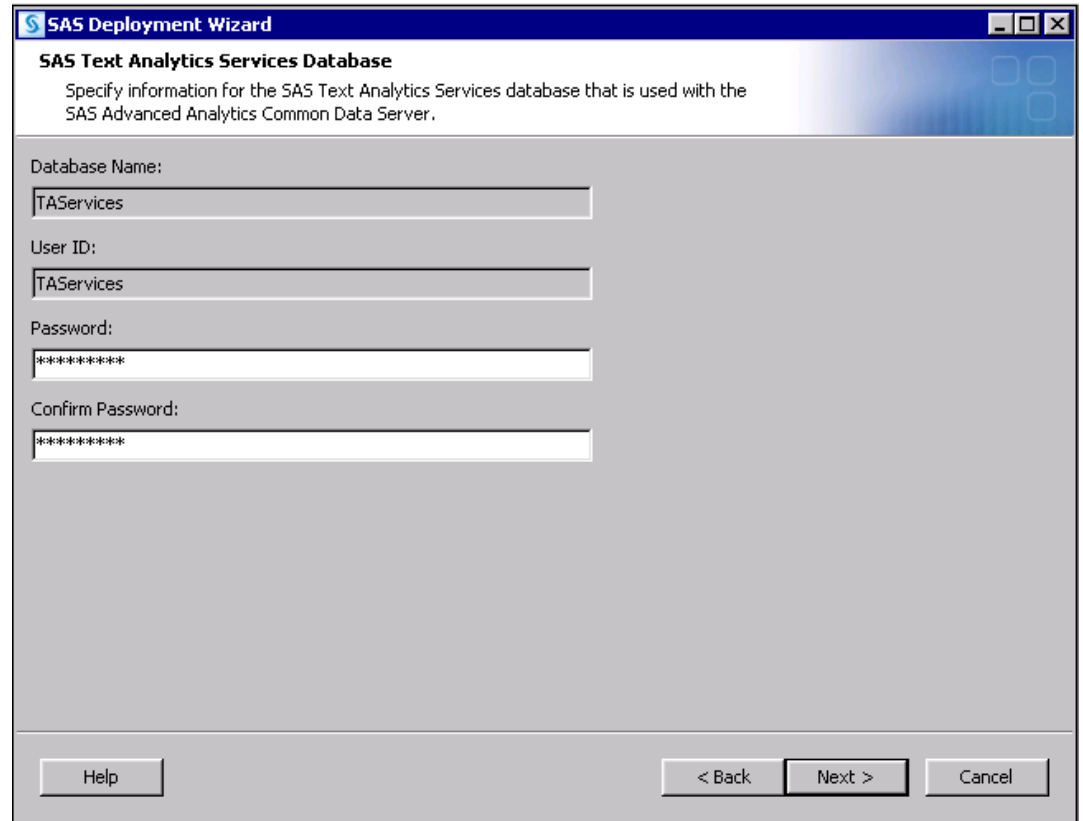 SAS Deployment Wizard
SAS Text Analytics Services Database
Specify information for the SAS Text Analytics Services database that is used with the
SAS Advanced Analytics Common Data Server.
Database Name:
TAServices
User ID:
TAServices
Password:
*********
Confirm Password:
*********
Help
< Back
Next >
Cancel